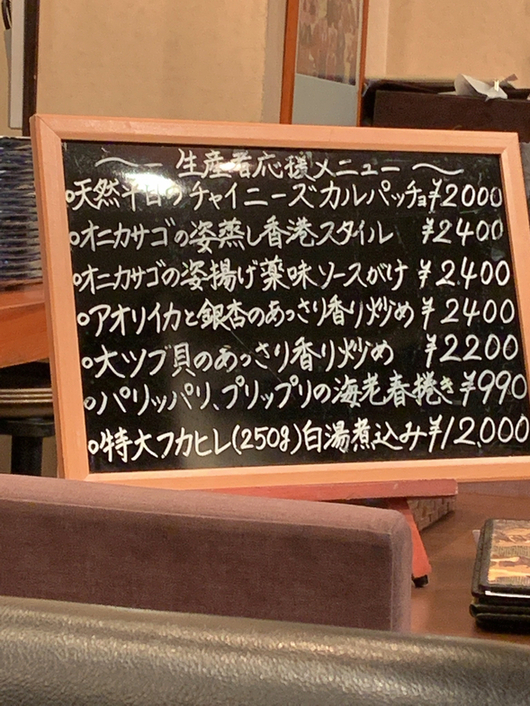 ～ー 生産者応援メニュー ー～
○天然平目のチャイニーズカルパッチョ¥2000
○オニカサゴの姿蒸し香港スタイル ¥2400
○オニカサゴの姿揚げ薬味ソースがけ ¥2400
○アオリイカと銀杏のあっさり香り炒め ¥2400
○大ツブ貝のあっさり香り炒め ¥2200
○パリッパリ、プリップリの海老春捲き ¥990
○特大フカヒレ(250g)白湯煮込み¥12,000